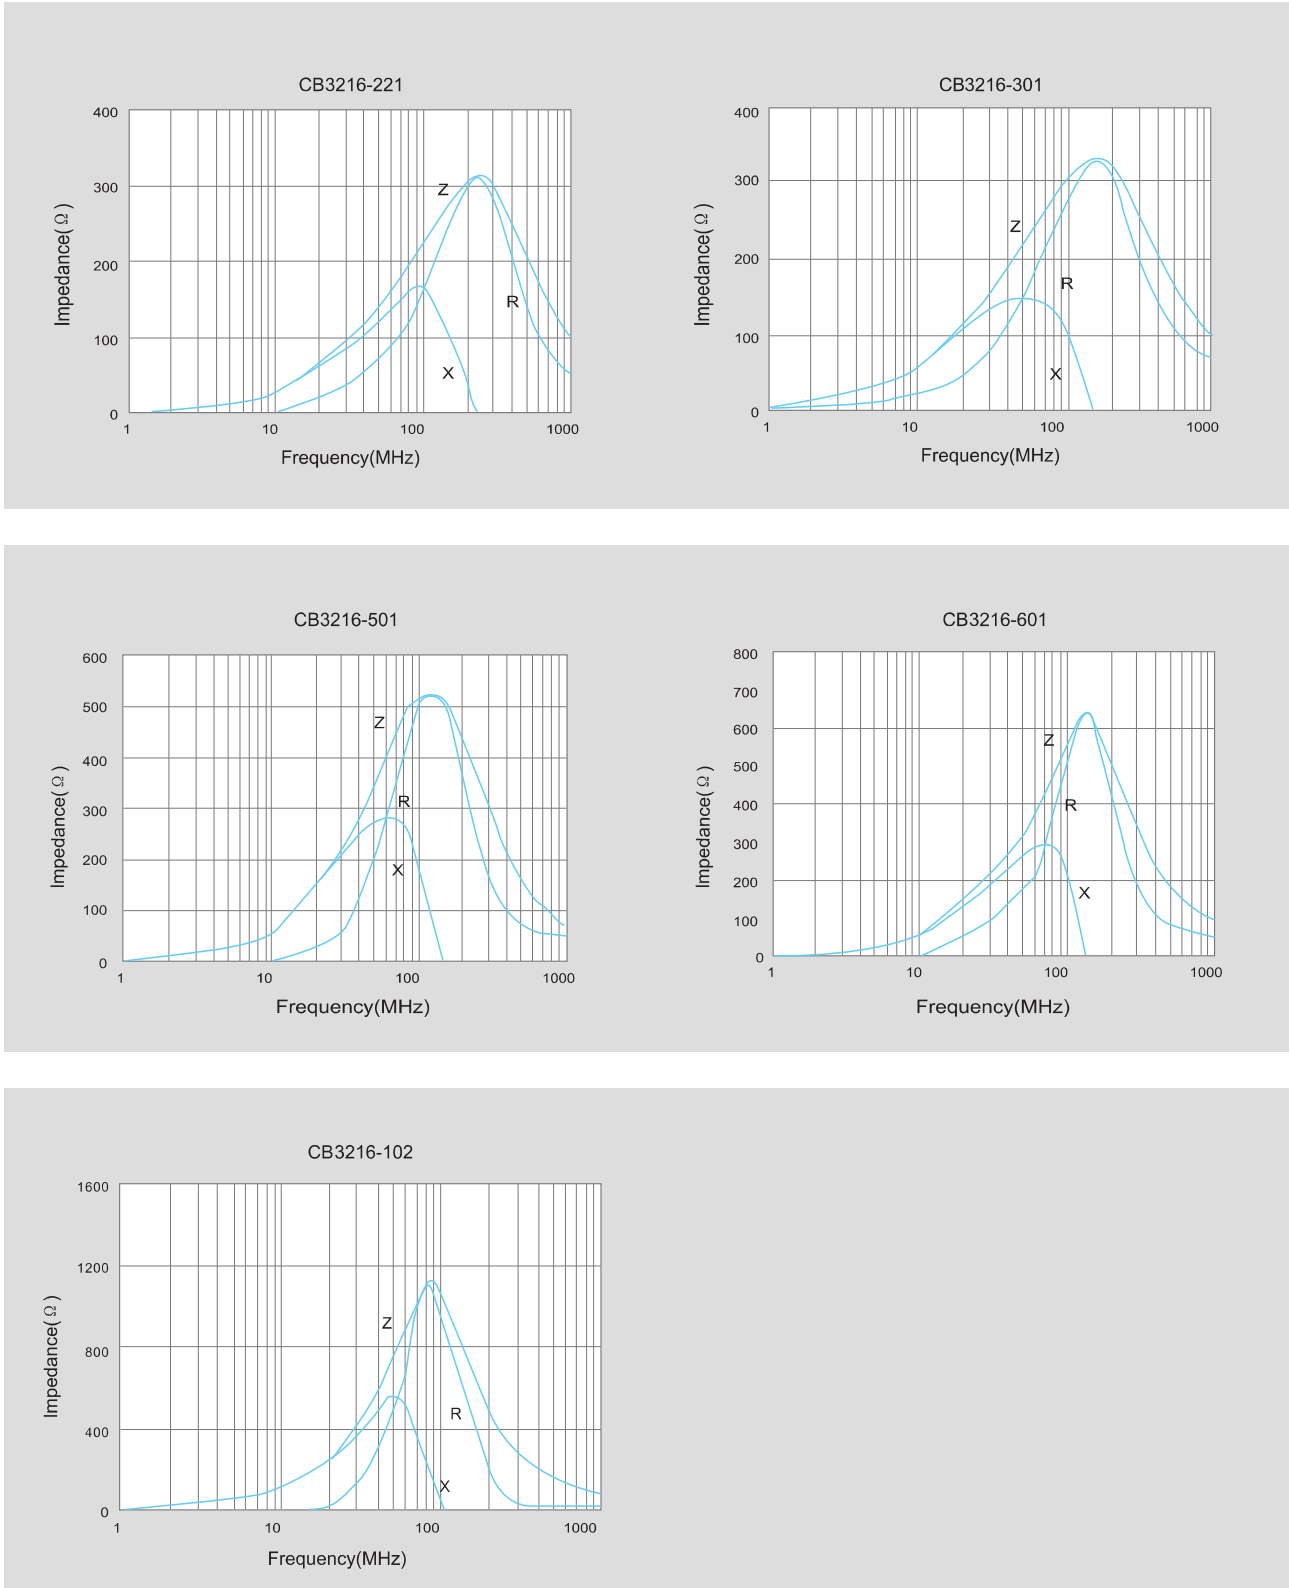 CB3216-221
400
300
200
100
0
Impedance( Ω )
Z
R
X
1 10 100 1000
Frequency(MHz)
CB3216-301
400
300
200
100
0
Impedance( Ω )
Z
R
X
1 10 100 1000
Frequency(MHz)
CB3216-501
600
500
400
300
200
100
0
Impedance( Ω )
Z
R
X
1 10 100 1000
Frequency(MHz)
CB3216-601
800
700
600
500
400
300
200
100
0
Impedance( Ω )
Z
R
X
1 10 100 1000
Frequency(MHz)
CB3216-102
1600
1200
800
400
0
Impedance( Ω )
Z
R
X
1 10 100 1000
Frequency(MHz)